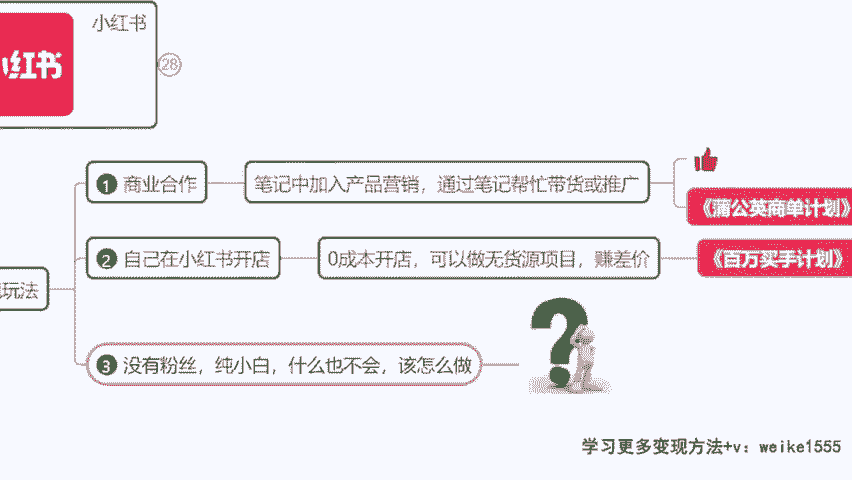 小红书
小红书
28
1 商业合作
笔记中加入产品营销，通过笔记帮忙带货或推广
《蒲公英商单计划》
2 自己在小红书开店
0成本开店，可以做无货源项目，赚差价
《百万买手计划》
玩法
3 没有粉丝，纯小白，什么也不会，该怎么做
学习更多变现方法+v：weike1555